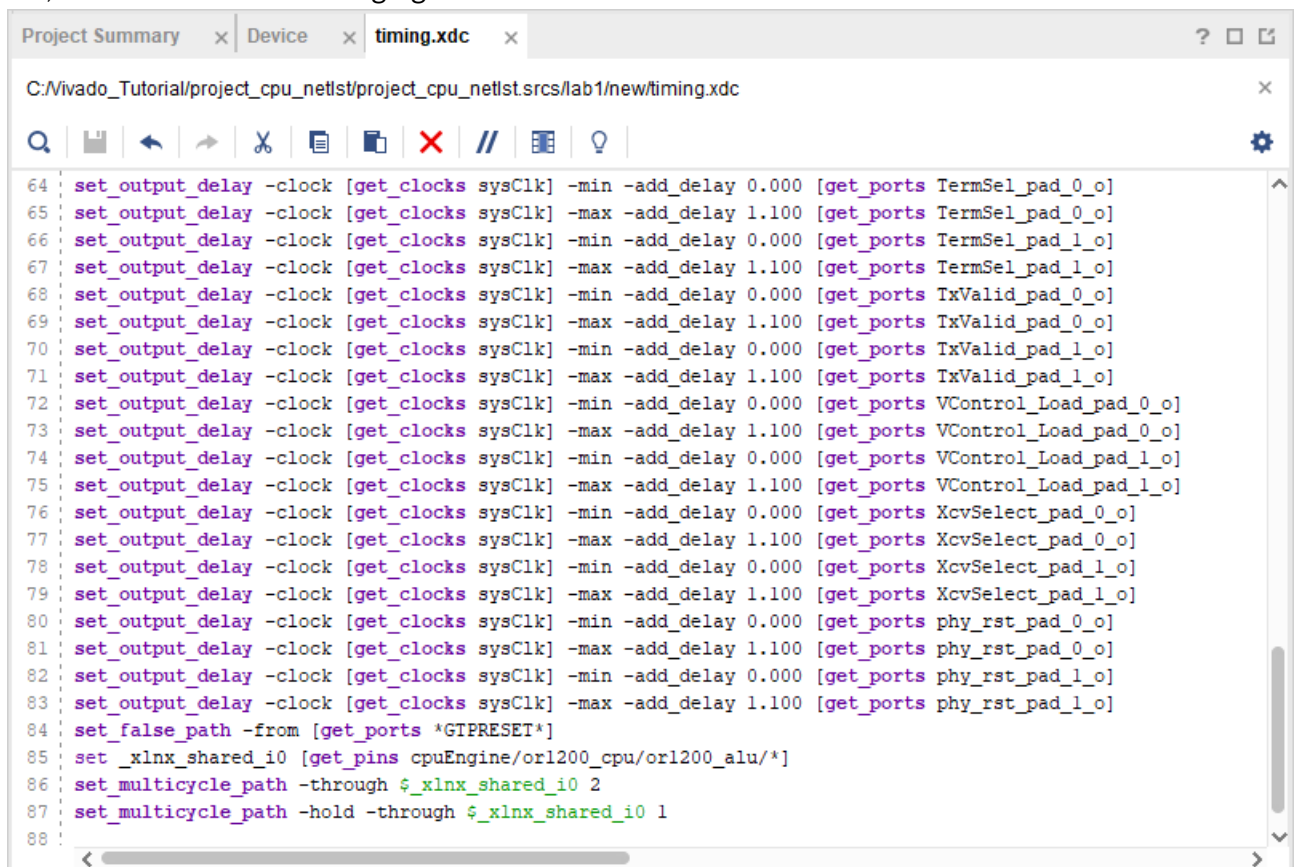 Project Summary × Device × timing.xdc × ?
C:/Vivado_Tutorial/project_cpu_netlst/project_cpu_netlst.srcs/lab1/new/timing.xdc ×
//
64 set_output_delay -clock [get_clocks sysClk] -min -add_delay 0.000 [get_ports TermSel_pad_0_o]
65 set_output_delay -clock [get_clocks sysClk] -max -add_delay 1.100 [get_ports TermSel_pad_0_o]
66 set_output_delay -clock [get_clocks sysClk] -min -add_delay 0.000 [get_ports TermSel_pad_1_o]
67 set_output_delay -clock [get_clocks sysClk] -max -add_delay 1.100 [get_ports TermSel_pad_1_o]
68 set_output_delay -clock [get_clocks sysClk] -min -add_delay 0.000 [get_ports TxValid_pad_0_o]
69 set_output_delay -clock [get_clocks sysClk] -max -add_delay 1.100 [get_ports TxValid_pad_0_o]
70 set_output_delay -clock [get_clocks sysClk] -min -add_delay 0.000 [get_ports TxValid_pad_1_o]
71 set_output_delay -clock [get_clocks sysClk] -max -add_delay 1.100 [get_ports TxValid_pad_1_o]
72 set_output_delay -clock [get_clocks sysClk] -min -add_delay 0.000 [get_ports VControl_Load_pad_0_o]
73 set_output_delay -clock [get_clocks sysClk] -max -add_delay 1.100 [get_ports VControl_Load_pad_0_o]
74 set_output_delay -clock [get_clocks sysClk] -min -add_delay 0.000 [get_ports VControl_Load_pad_1_o]
75 set_output_delay -clock [get_clocks sysClk] -max -add_delay 1.100 [get_ports VControl_Load_pad_1_o]
76 set_output_delay -clock [get_clocks sysClk] -min -add_delay 0.000 [get_ports XcvSelect_pad_0_o]
77 set_output_delay -clock [get_clocks sysClk] -max -add_delay 1.100 [get_ports XcvSelect_pad_0_o]
78 set_output_delay -clock [get_clocks sysClk] -min -add_delay 0.000 [get_ports XcvSelect_pad_1_o]
79 set_output_delay -clock [get_clocks sysClk] -max -add_delay 1.100 [get_ports XcvSelect_pad_1_o]
80 set_output_delay -clock [get_clocks sysClk] -min -add_delay 0.000 [get_ports phy_rst_pad_0_o]
81 set_output_delay -clock [get_clocks sysClk] -max -add_delay 1.100 [get_ports phy_rst_pad_0_o]
82 set_output_delay -clock [get_clocks sysClk] -min -add_delay 0.000 [get_ports phy_rst_pad_1_o]
83 set_output_delay -clock [get_clocks sysClk] -max -add_delay 1.100 [get_ports phy_rst_pad_1_o]
84 set_false_path -from [get_ports *GTPRESET*]
85 set _xlnx_shared_i0 [get_pins cpuEngine/or1200_cpu/or1200_alu/*]
86 set_multicycle_path -through $_xlnx_shared_i0 2
87 set_multicycle_path -hold -through $_xlnx_shared_i0 1
88